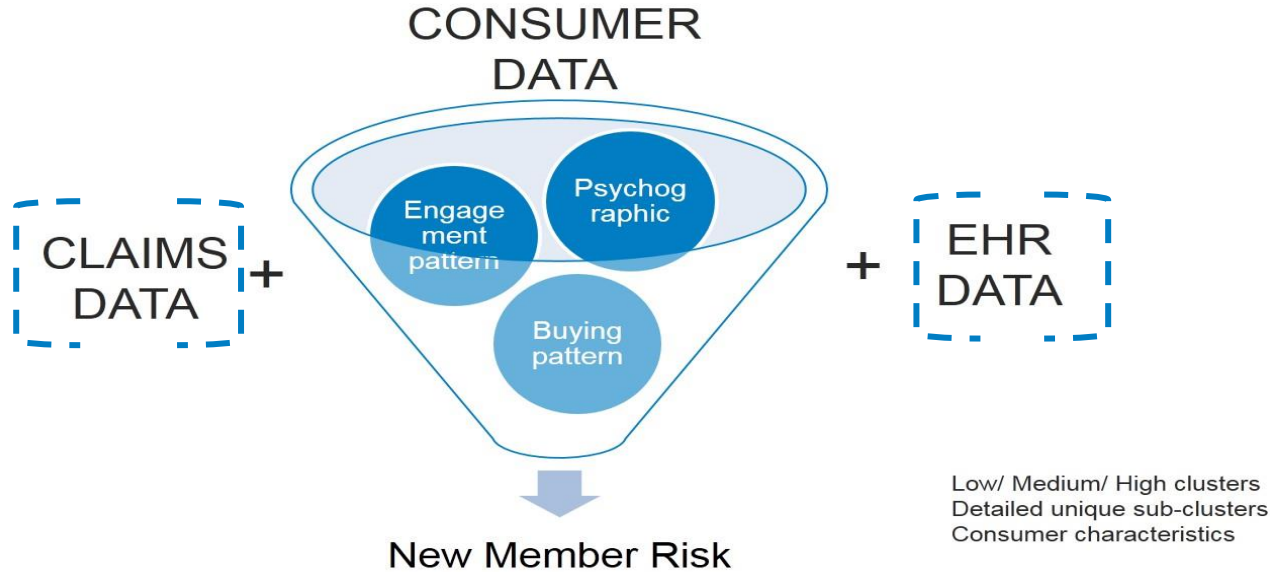 CONSUMER
DATA
Psychog
raphic
Engage
ment
pattern
CLAIMS
DATA
+
+
EHR
DATA
Buying
pattern
Low/ Medium/ High clusters
Detailed unique sub-clusters
Consumer characteristics
New Member Risk